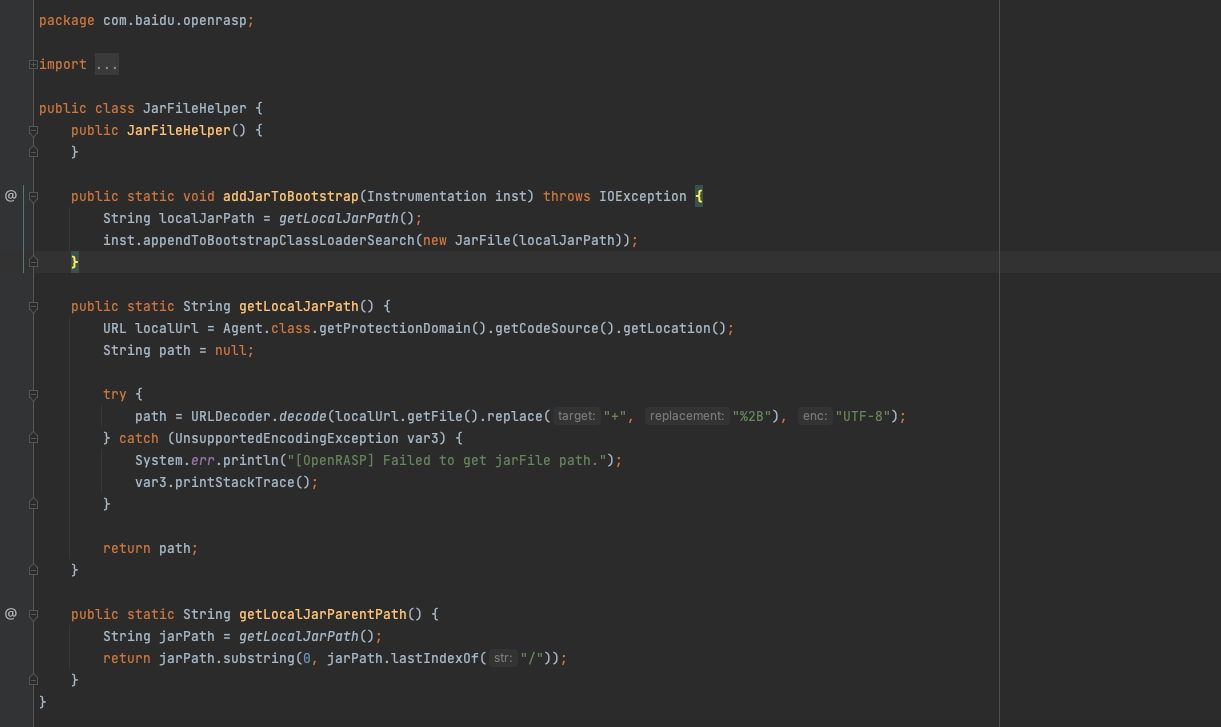 package com.baidu.openrasp;
import ...
public class JarFileHelper {
public JarFileHelper() {
}
@
public static void addJarToBootstrap(Instrumentation inst) throws IOException {
String localJarPath = getLocalJarPath();
inst.appendToBootstrapClassLoaderSearch(new JarFile(localJarPath));
}
public static String getLocalJarPath() {
URL localUrl = Agent.class.getProtectionDomain().getCodeSource().getLocation();
String path = null;
try {
path = URLDecoder.decode(localUrl.getFile().replace( target: "+", replacement: "%2B"), enc: "UTF-8");
} catch (UnsupportedEncodingException var3) {
System.err.println("[OpenRASP] Failed to get jarFile path.");
var3.printStackTrace();
}
return path;
}
@
public static String getLocalJarParentPath() {
String jarPath = getLocalJarPath();
return jarPath.substring(0, jarPath.lastIndexOf( str: "/"));
}
}